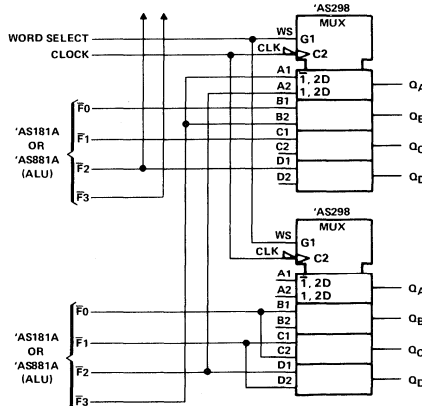 'AS298
MUX
WORD SELECT
WS
G1
CLOCK
CLK
C2
A1
1̅, 2D
QA
A2
1, 2D
F̅0
B1
QB
B2
'AS181A
OR
'AS881A
(ALU)
F̅1
C1
QC
C2
F̅2
D1
QD
D2
F̅3
'AS298
MUX
WS
G1
CLK
C2
A1
1̅, 2D
QA
A2
1, 2D
F̅0
B1
QB
B2
'AS181A
OR
'AS881A
(ALU)
F̅1
C1
QC
C2
F̅2
D1
QD
D2
F̅3